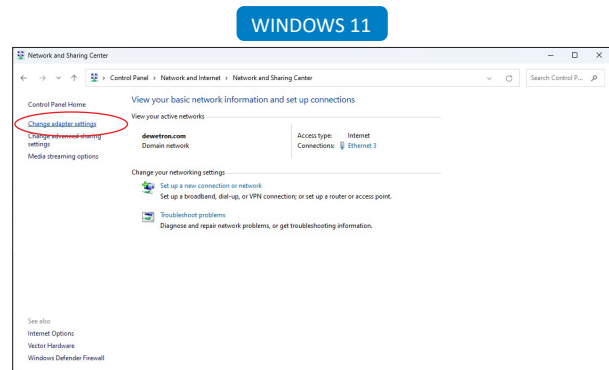 WINDOWS 11
Network and Sharing Center
Control Panel › Network and Internet › Network and Sharing Center
Search Control P...
Control Panel Home
Change adapter settings
Change advanced sharing
settings
Media streaming options
View your basic network information and set up connections
View your active networks
dewetron.com
Domain network
Access type: Internet
Connections: Ethernet 3
Change your networking settings
Set up a new connection or network
Set up a broadband, dial-up, or VPN connection; or set up a router or access point.
Troubleshoot problems
Diagnose and repair network problems, or get troubleshooting information.
See also
Internet Options
Vector Hardware
Windows Defender Firewall